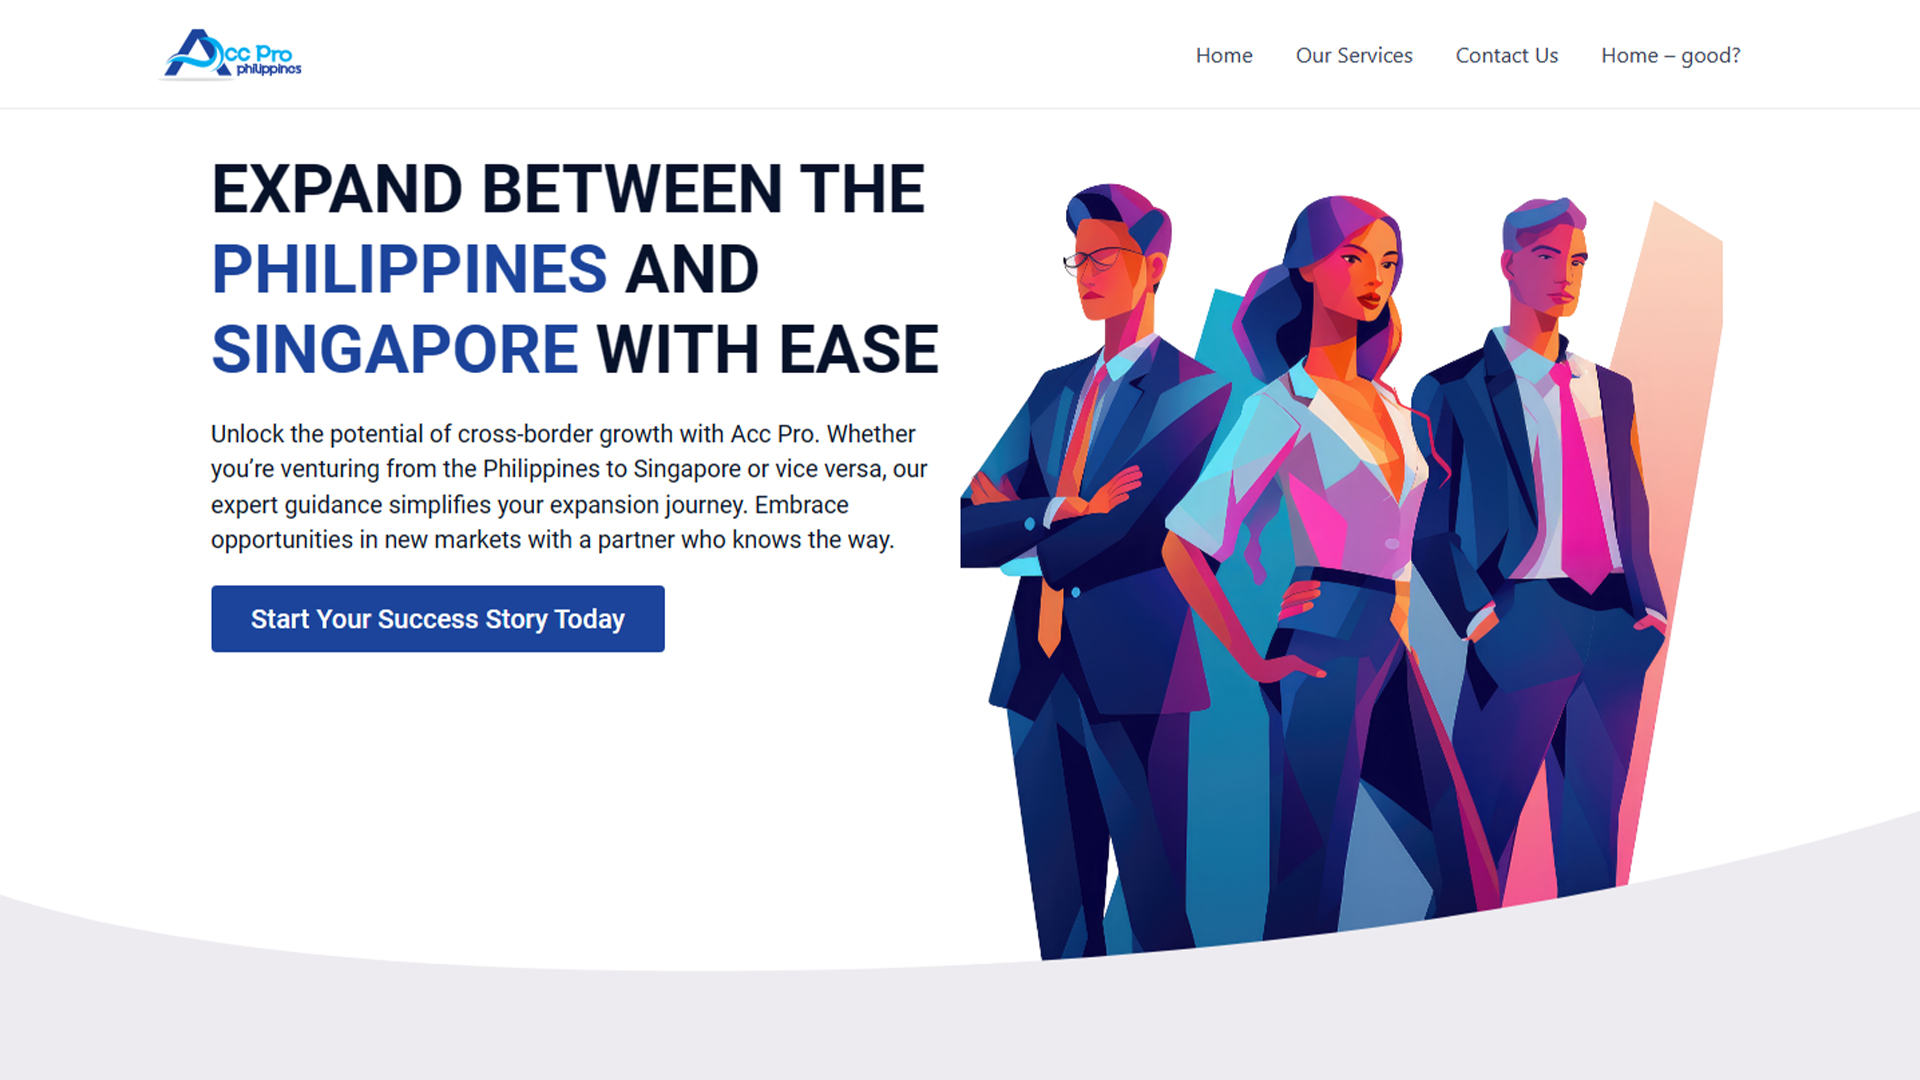 Acc Pro
philippines
Home
Our Services
Contact Us
Home – good?
EXPAND BETWEEN THE
PHILIPPINES AND
SINGAPORE WITH EASE
Unlock the potential of cross-border growth with Acc Pro. Whether
you’re venturing from the Philippines to Singapore or vice versa, our
expert guidance simplifies your expansion journey. Embrace
opportunities in new markets with a partner who knows the way.
Start Your Success Story Today